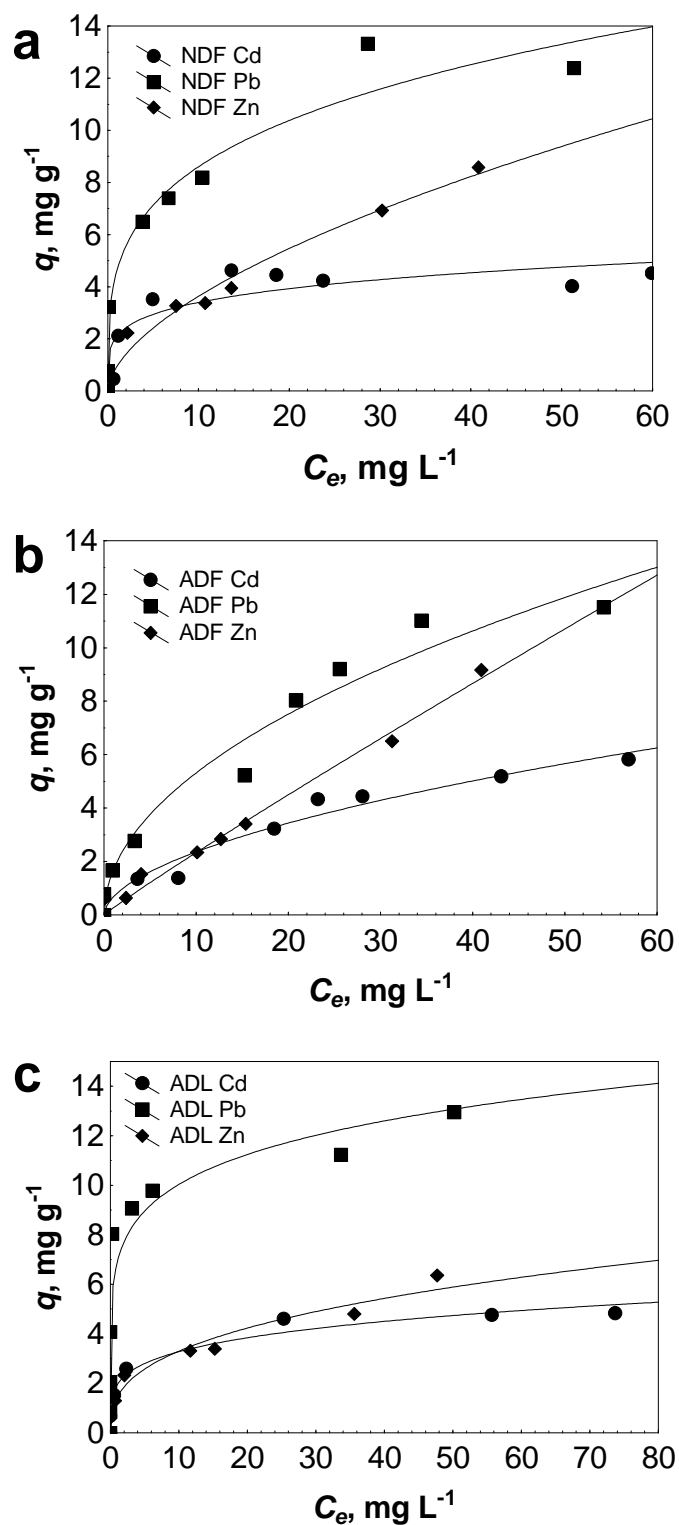 a
14
12
10
8
6
4
2
0
q, mg g-1
NDF Cd
NDF Pb
NDF Zn
0 10 20 30 40 50 60
Ce, mg L-1
b
14
12
10
8
6
4
2
0
q, mg g-1
ADF Cd
ADF Pb
ADF Zn
0 10 20 30 40 50 60
Ce, mg L-1
c
14
12
10
8
6
4
2
0
q, mg g-1
ADL Cd
ADL Pb
ADL Zn
0 10 20 30 40 50 60 70 80
Ce, mg L-1